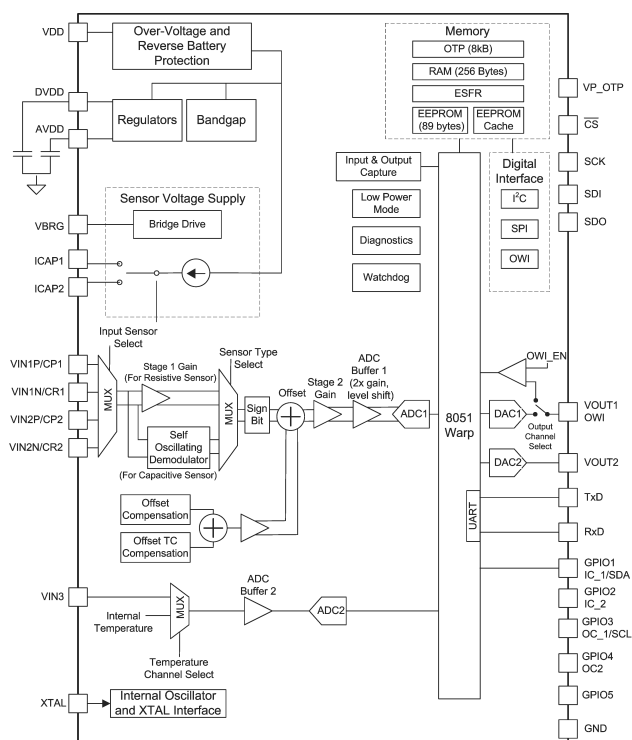 VDD
Over-Voltage and
Reverse Battery
Protection
DVDD
AVDD
Regulators
Bandgap
Sensor Voltage Supply
VBRG
Bridge Drive
ICAP1
ICAP2
Input Sensor
Select
VIN1P/CP1
VIN1N/CR1
VIN2P/CP2
VIN2N/CR2
MUX
Stage 1 Gain
(For Resistive Sensor)
Self
Oscillating
Demodulator
(For Capacitive Sensor)
Sensor Type
Select
MUX
Sign
Bit
Offset
Stage 2
Gain
ADC
Buffer 1
(2x gain,
level shift)
ADC1
Offset
Compensation
Offset TC
Compensation
VIN3
Internal
Temperature
MUX
Temperature
Channel Select
ADC
Buffer 2
ADC2
XTAL
Internal Oscillator
and XTAL Interface
Memory
OTP (8kB)
RAM (256 Bytes)
ESFR
EEPROM
(89 bytes)
EEPROM
Cache
Input & Output
Capture
Low Power
Mode
Diagnostics
Watchdog
Digital
Interface
I²C
SPI
OWI
8051
Warp
UART
OWI_EN
DAC1
Output
Channel
Select
DAC2
VP_OTP
CS
SCK
SDI
SDO
VOUT1
OWI
VOUT2
TxD
RxD
GPIO1
IC_1/SDA
GPIO2
IC_2
GPIO3
OC_1/SCL
GPIO4
OC2
GPIO5
GND